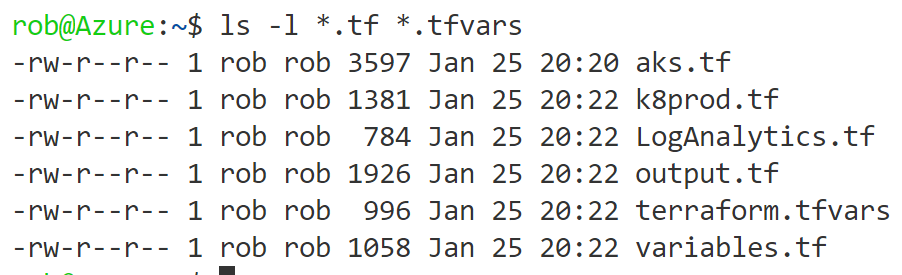 rob@Azure:~$ ls -l *.tf *.tfvars
-rw-r--r-- 1 rob rob 3597 Jan 25 20:20 aks.tf
-rw-r--r-- 1 rob rob 1381 Jan 25 20:22 k8prod.tf
-rw-r--r-- 1 rob rob  784 Jan 25 20:22 LogAnalytics.tf
-rw-r--r-- 1 rob rob 1926 Jan 25 20:22 output.tf
-rw-r--r-- 1 rob rob  996 Jan 25 20:22 terraform.tfvars
-rw-r--r-- 1 rob rob 1058 Jan 25 20:22 variables.tf